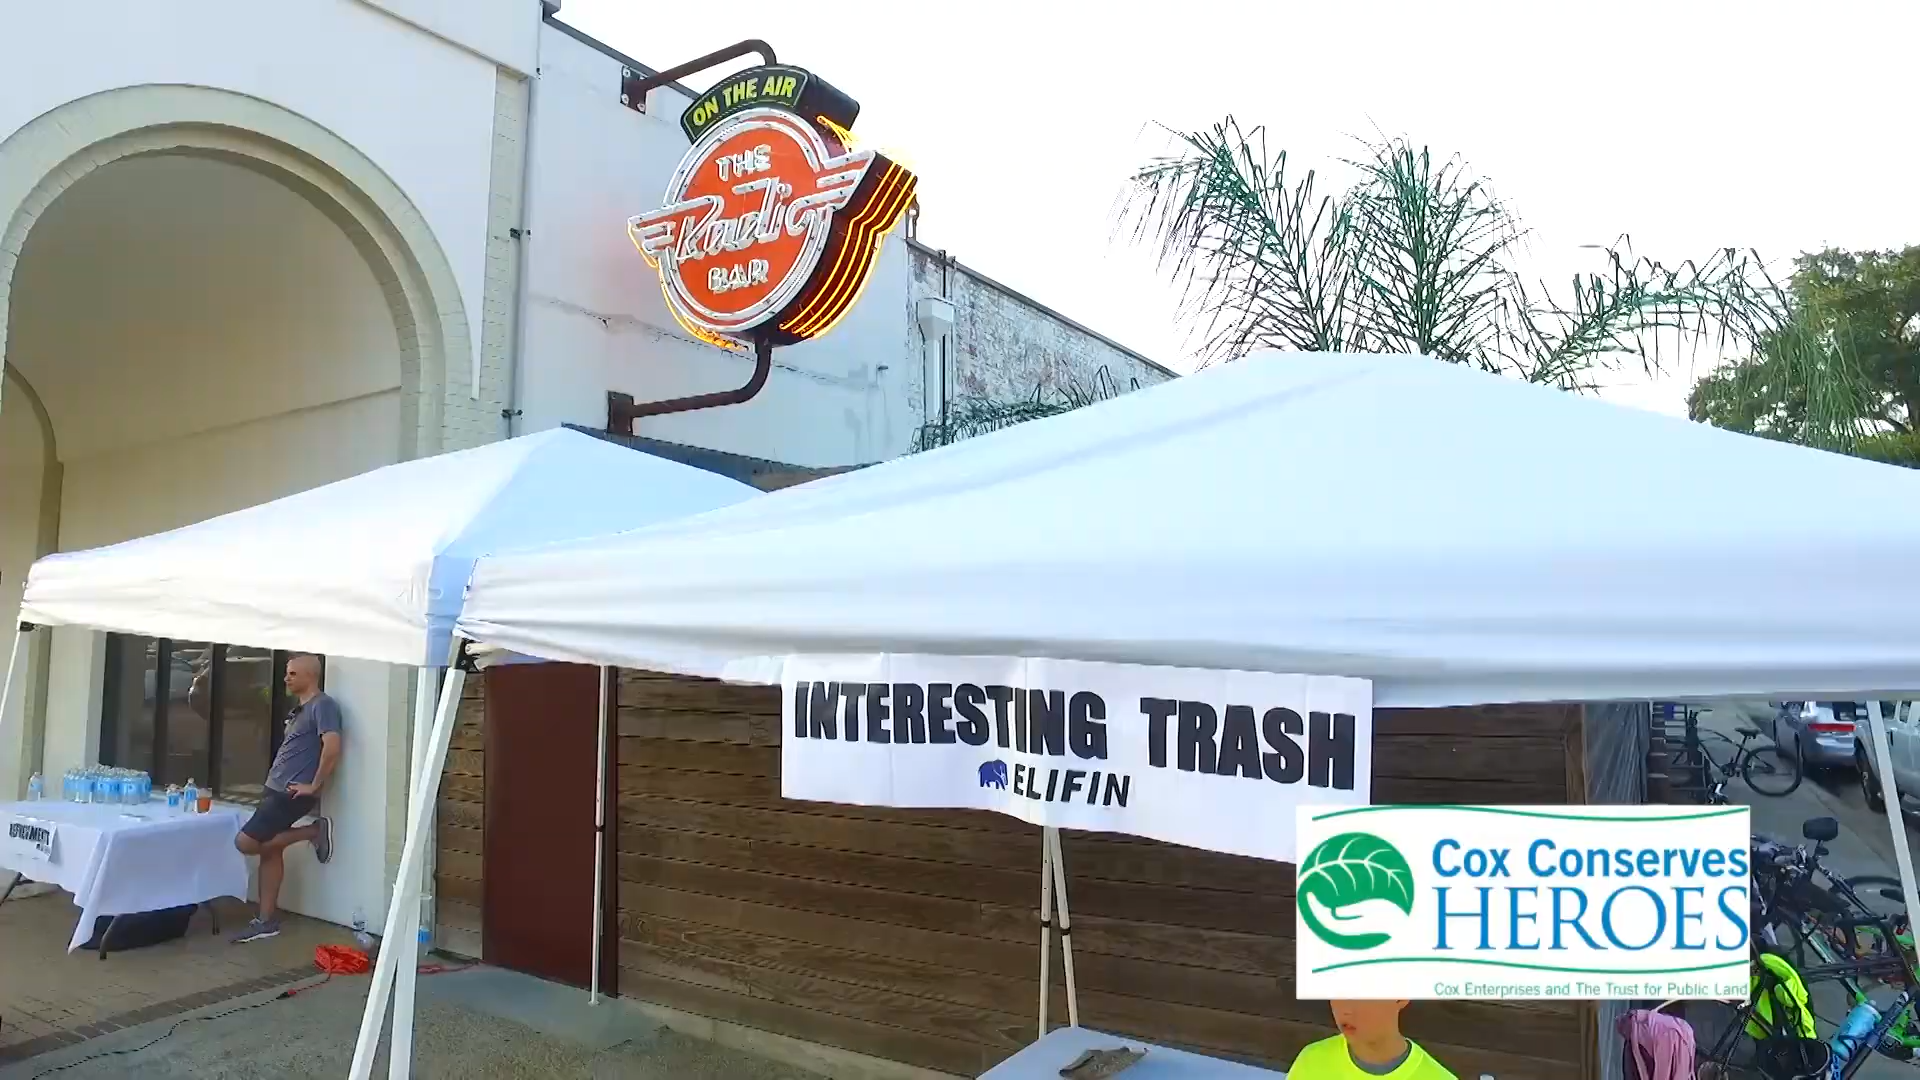 ON THE AIR
THE
Radio
BAR
INTERESTING TRASH
ELIFIN
REFRESHMENTS
Cox Conserves
HEROES
Cox Enterprises and The Trust for Public Land